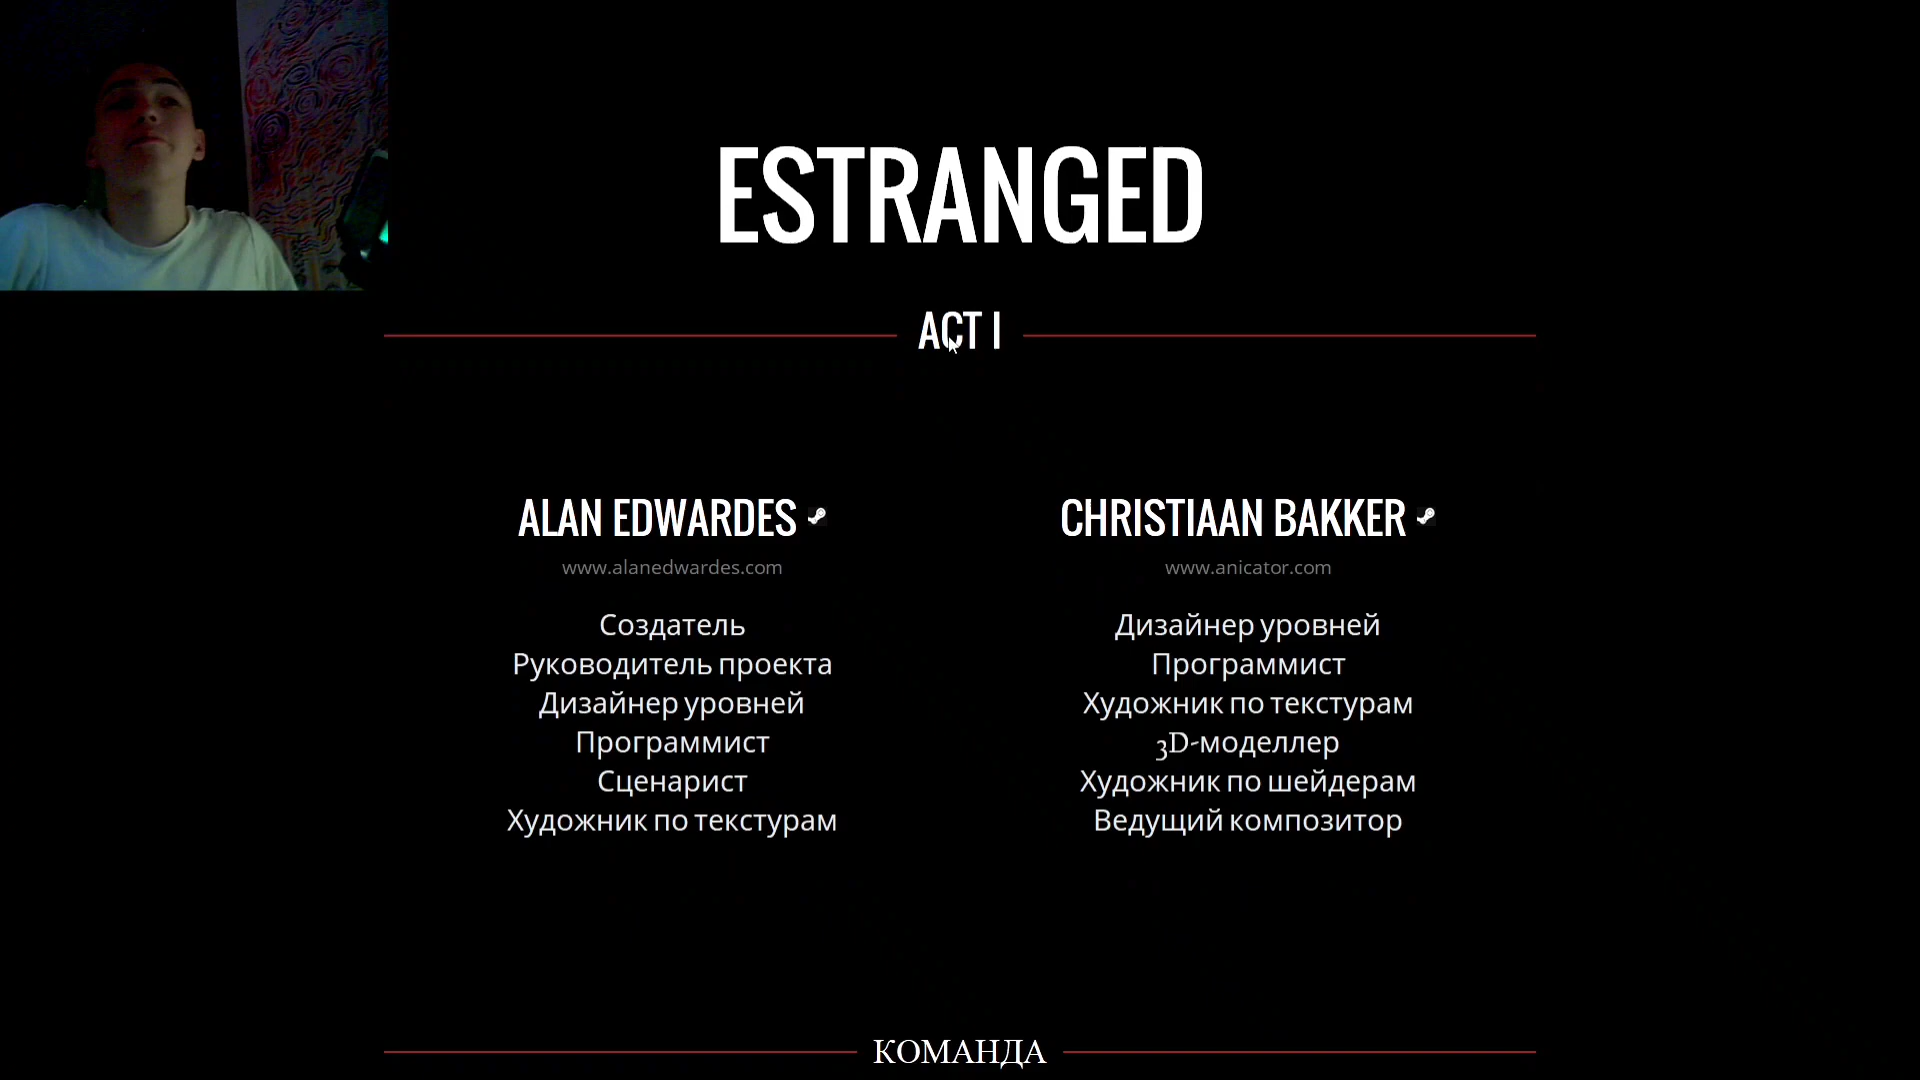 ESTRANGED
ACT I
ALAN EDWARDES
www.alanedwardes.com
Создатель
Руководитель проекта
Дизайнер уровней
Программист
Сценарист
Художник по текстурам
CHRISTIAAN BAKKER
www.anicator.com
Дизайнер уровней
Программист
Художник по текстурам
3D-моделлер
Художник по шейдерам
Ведущий композитор
КОМАНДА